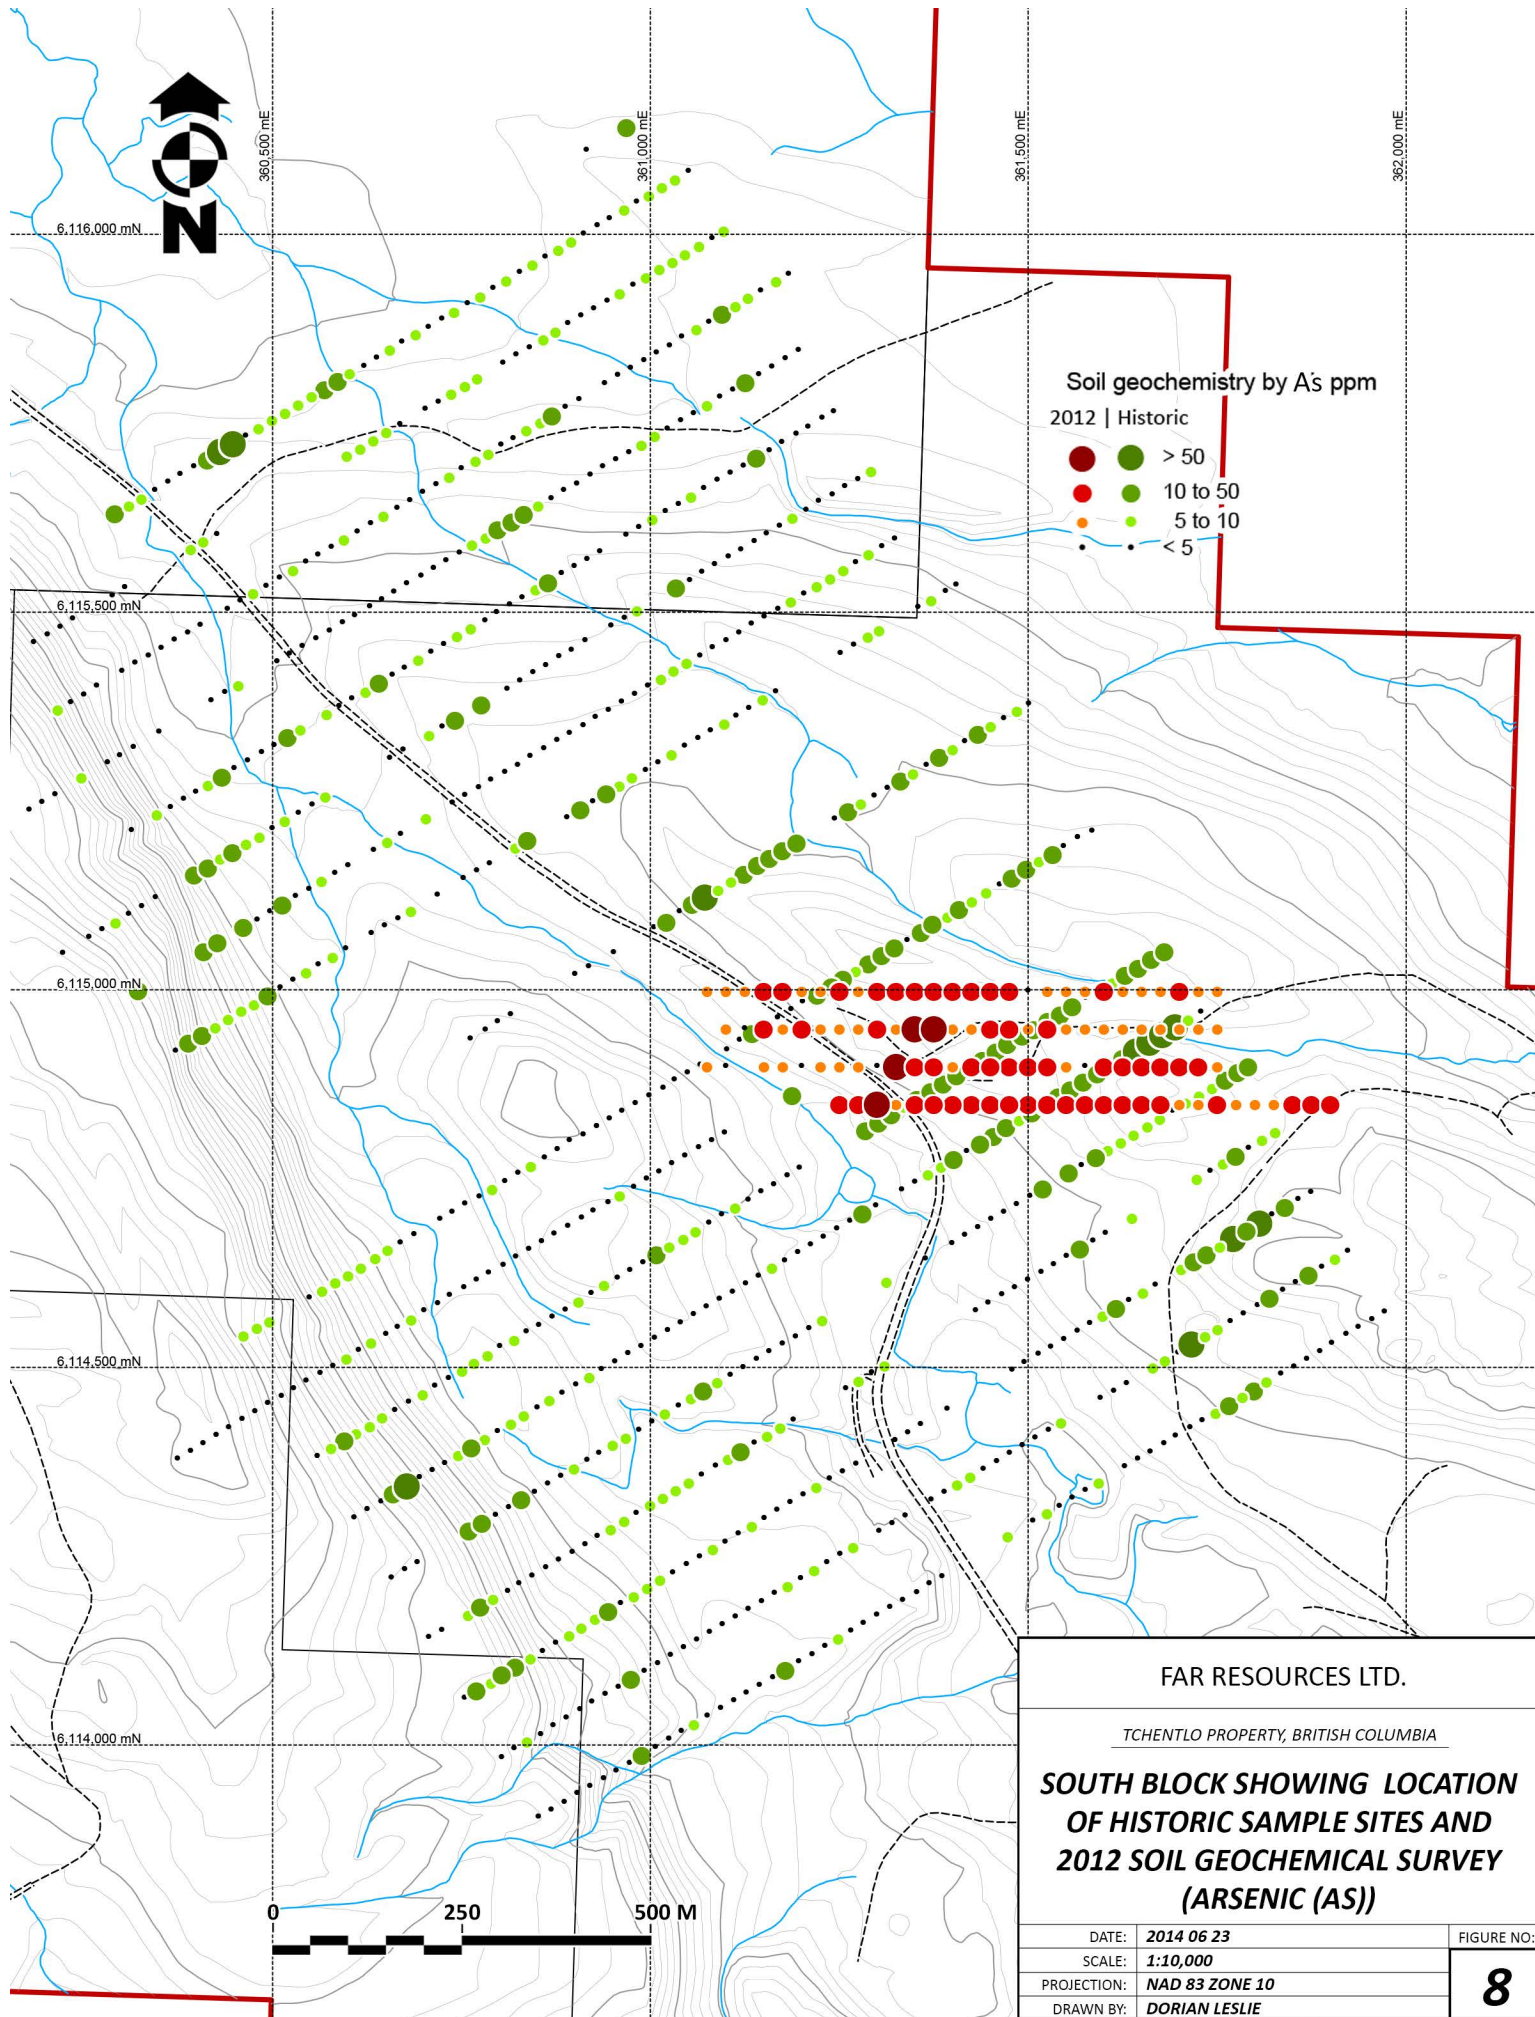 360,500 mE
361,000 mE
361,500 mE
362,000 mE
N
6,116,000 mN
Soil geochemistry by As ppm
2012 | Historic
> 50
10 to 50
5 to 10
< 5
6,115,500 mN
6,115,000 mN
6,114,500 mN
6,114,000 mN
0 250 500 M
FAR RESOURCES LTD.
TCHENTLO PROPERTY, BRITISH COLUMBIA
SOUTH BLOCK SHOWING LOCATION
OF HISTORIC SAMPLE SITES AND
2012 SOIL GEOCHEMICAL SURVEY
(ARSENIC (AS))
DATE: 2014 06 23 FIGURE NO:
SCALE: 1:10,000
PROJECTION: NAD 83 ZONE 10
8
DRAWN BY: DORIAN LESLIE